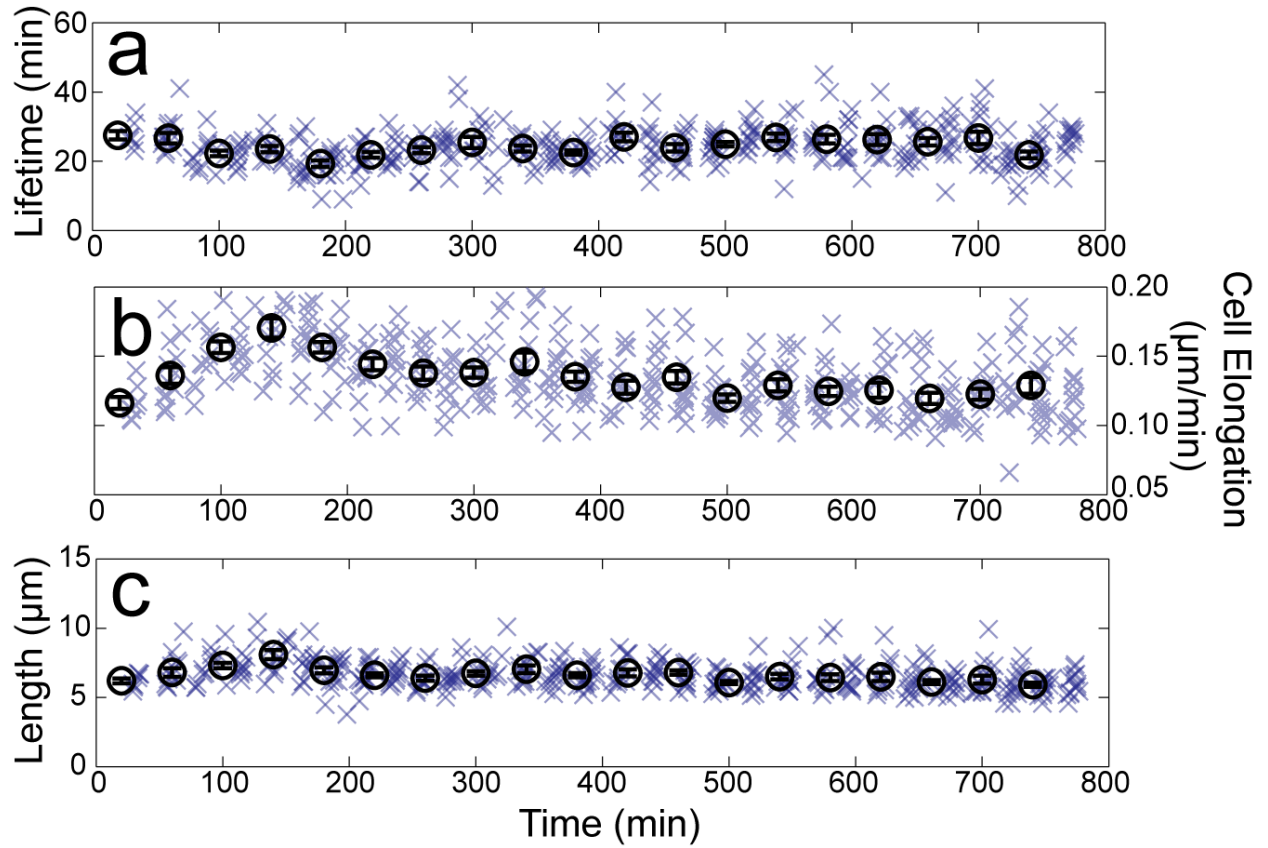 a
Lifetime (min)
60
40
20
0
0 100 200 300 400 500 600 700 800
b
Cell Elongation
(μm/min)
0.20
0.15
0.10
0.05
0 100 200 300 400 500 600 700 800
c
Length (μm)
15
10
5
0
0 100 200 300 400 500 600 700 800
Time (min)